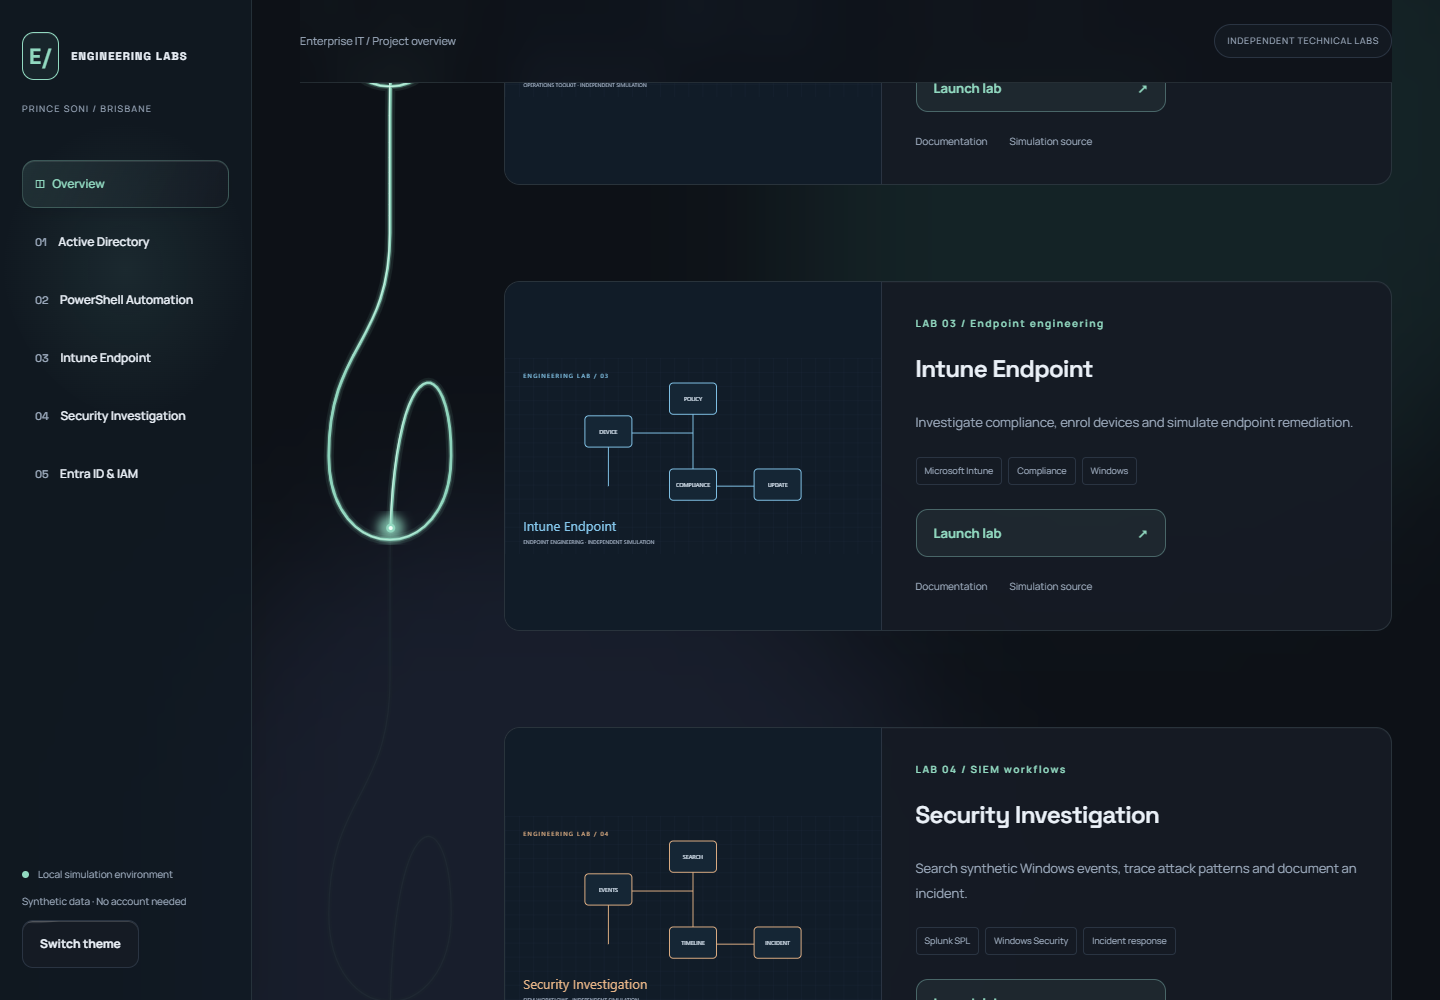 E/ ENGINEERING LABS
PRINCE SONI / BRISBANE
Overview
01 Active Directory
02 PowerShell Automation
03 Intune Endpoint
04 Security Investigation
05 Entra ID & IAM
Local simulation environment
Synthetic data · No account needed
Switch theme
Enterprise IT / Project overview
INDEPENDENT TECHNICAL LABS
OPERATIONS TOOLKIT · INDEPENDENT SIMULATION
Launch lab ↗
Documentation Simulation source
ENGINEERING LAB / 03
POLICY
DEVICE
COMPLIANCE
UPDATE
Intune Endpoint
ENDPOINT ENGINEERING · INDEPENDENT SIMULATION
LAB 03 / Endpoint engineering
Intune Endpoint
Investigate compliance, enrol devices and simulate endpoint remediation.
Microsoft Intune Compliance Windows
Launch lab ↗
Documentation Simulation source
ENGINEERING LAB / 04
SEARCH
EVENTS
TIMELINE
INCIDENT
Security Investigation
LAB 04 / SIEM workflows
Security Investigation
Search synthetic Windows events, trace attack patterns and document an
incident.
Splunk SPL Windows Security Incident response